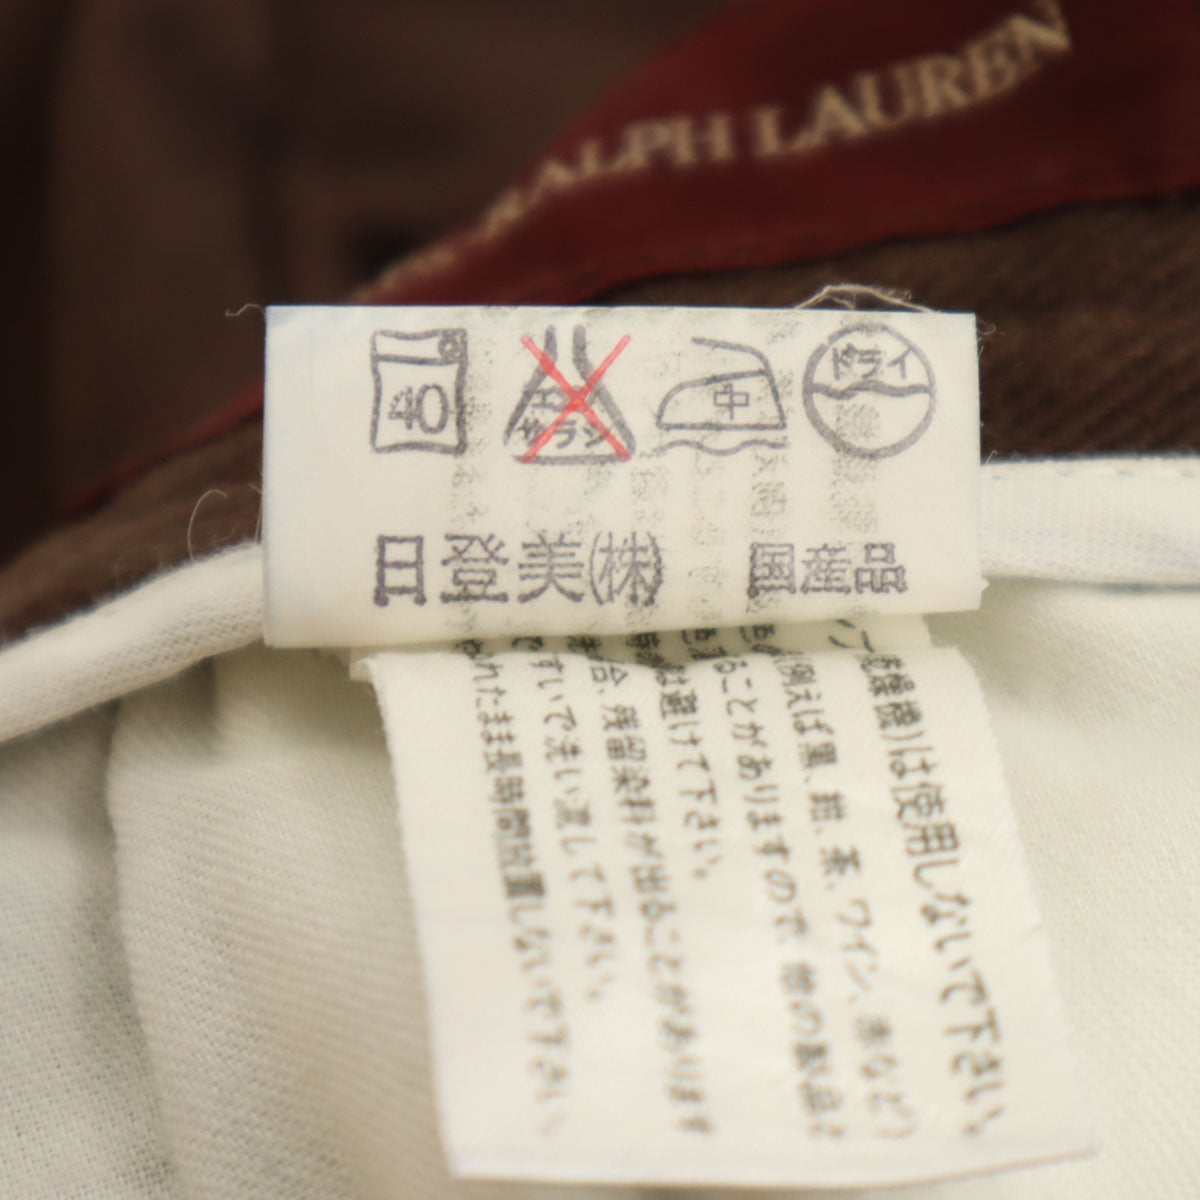 RALPH LAUREN
エンソ
サラシ
中
ドライ
日登美㈱ 国産品
乾燥機)は使用しないで下さい。
(例えば黒、紺、茶、ワイン、赤など)
ることがありますので、他の製品と
は避けて下さい。
合、残留染料が出ることがあります
すいで洗い流して下さい。
れたまま長時間放置しないで下さい